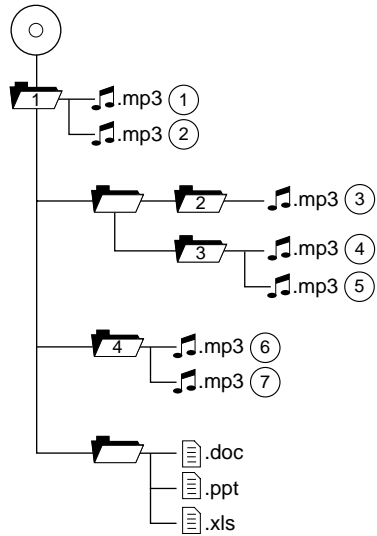 1 .mp3 1
.mp3 2
2 .mp3 3
3 .mp3 4
.mp3 5
4 .mp3 6
.mp3 7
.doc
.ppt
.xls